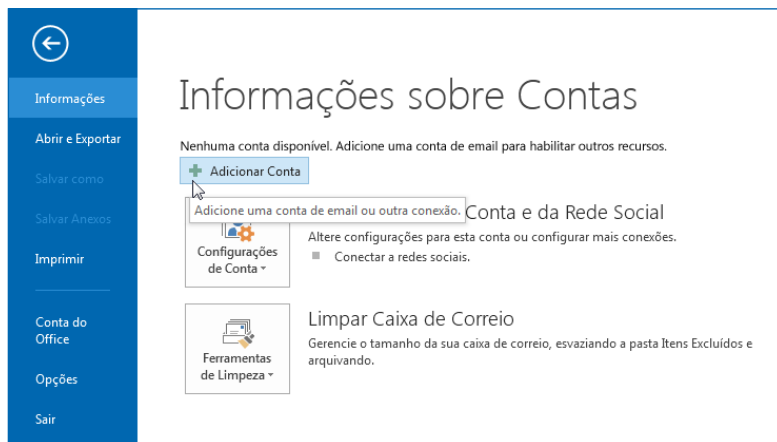 Informações
Abrir e Exportar
Salvar como
Salvar Anexos
Imprimir
Conta do
Office
Opções
Sair
Informações sobre Contas
Nenhuma conta disponível. Adicione uma conta de email para habilitar outros recursos.
Adicionar Conta
Adicione uma conta de email ou outra conexão.
Conta e da Rede Social
Configurações
de Conta
Altere configurações para esta conta ou configurar mais conexões.
Conectar a redes sociais.
Ferramentas
de Limpeza
Limpar Caixa de Correio
Gerencie o tamanho da sua caixa de correio, esvaziando a pasta Itens Excluídos e
arquivando.